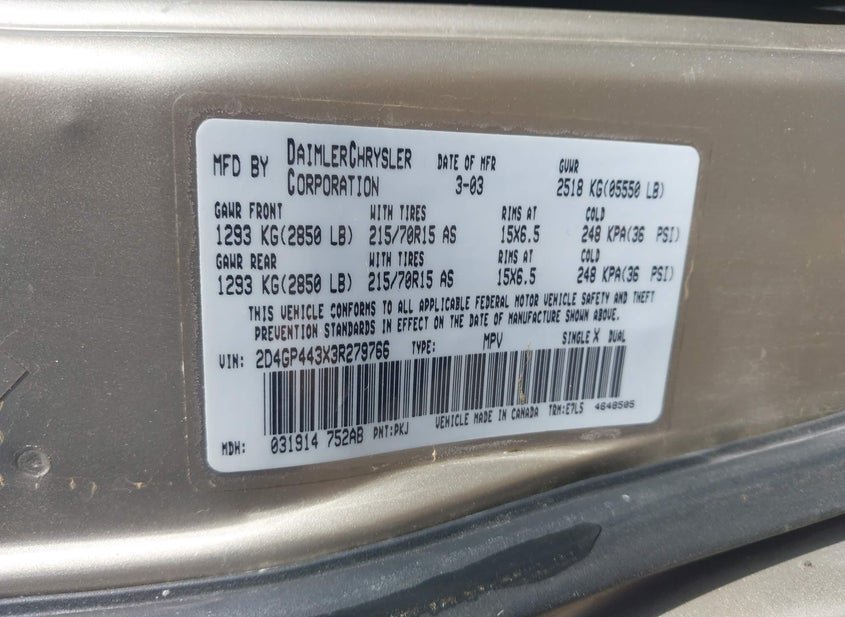 MFD BY DAIMLERCHRYSLER CORPORATION DATE OF MFR 3-03 GVWR 2518 KG(05550 LB)
GAWR FRONT WITH TIRES RIMS AT COLD
1293 KG(2850 LB) 215/70R15 AS 15X6.5 248 KPA(36 PSI)
GAWR REAR WITH TIRES RIMS AT COLD
1293 KG(2850 LB) 215/70R15 AS 15X6.5 248 KPA(36 PSI)
THIS VEHICLE CONFORMS TO ALL APPLICABLE FEDERAL MOTOR VEHICLE SAFETY AND THEFT
PREVENTION STANDARDS IN EFFECT ON THE DATE OF MANUFACTURE SHOWN ABOVE.
VIN: 2D4GP443X3R279766 TYPE: MPV SINGLE X DUAL
MDH: 031914 752AB PNT:PKJ VEHICLE MADE IN CANADA TRM:E7L5 4648505